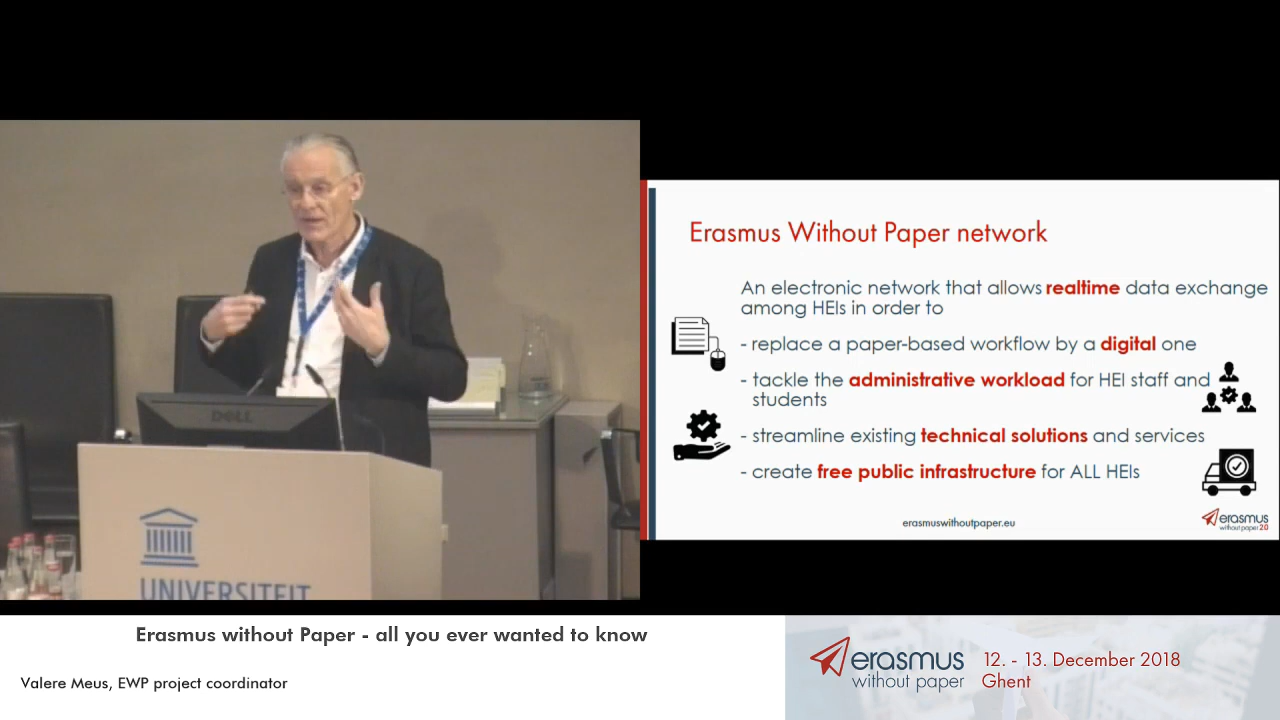 DELL
UNIVERSITEIT
Erasmus Without Paper network
An electronic network that allows realtime data exchange
among HEIs in order to
- replace a paper-based workflow by a digital one
- tackle the administrative workload for HEI staff and
students
- streamline existing technical solutions and services
- create free public infrastructure for ALL HEIs
erasmuswithoutpaper.eu
erasmus
without paper 2.0
Erasmus without Paper - all you ever wanted to know
Valere Meus, EWP project coordinator
erasmus
without paper
12. - 13. December 2018
Ghent